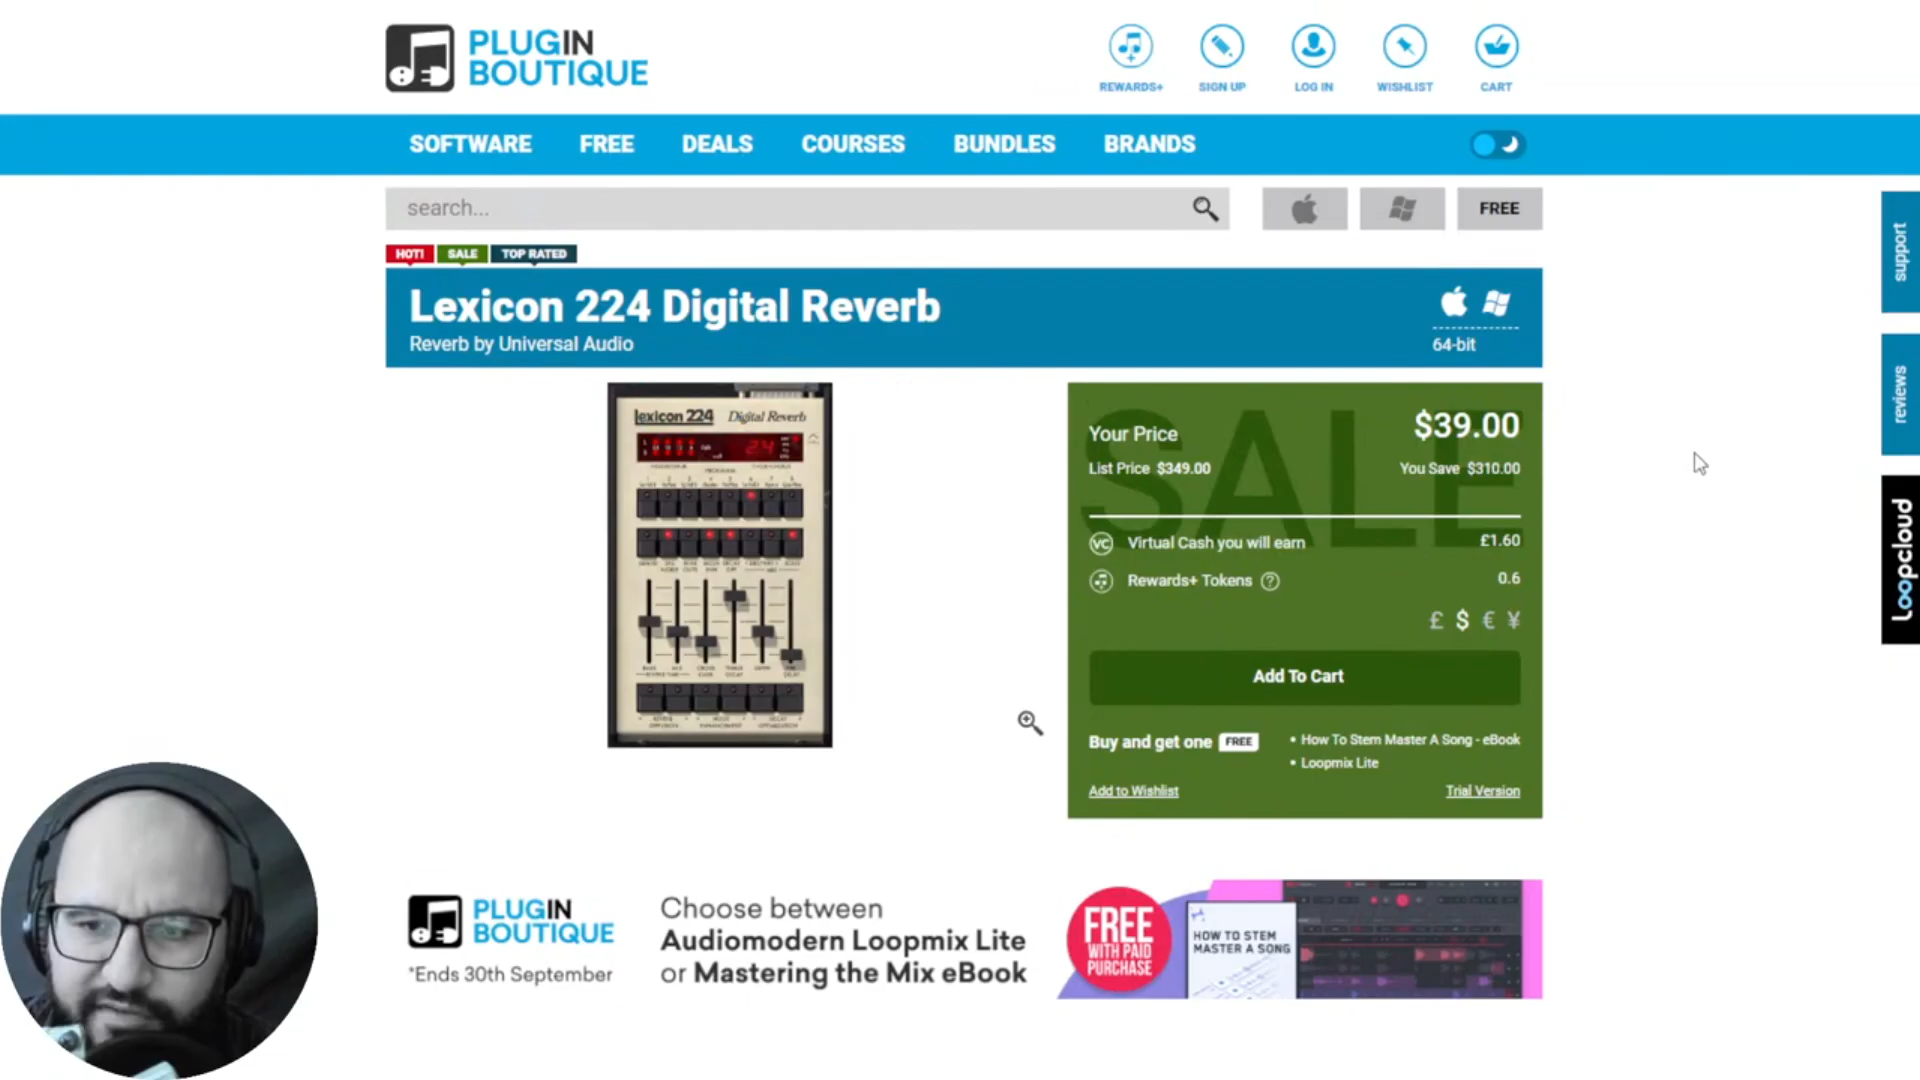 PLUGIN
BOUTIQUE
REWARDS+
SIGN UP
LOG IN
WISHLIST
CART
SOFTWARE
FREE
DEALS
COURSES
BUNDLES
BRANDS
search...
FREE
HOT!
SALE
TOP RATED
Lexicon 224 Digital Reverb
Reverb by Universal Audio
64-bit
lexicon 224 Digital Reverb
2.4
SALE
Your Price $39.00
List Price $349.00 You Save $310.00
VC Virtual Cash you will earn £1.60
Rewards+ Tokens ? 0.6
£ $ € ¥
Add To Cart
Buy and get one FREE
• How To Stem Master A Song - eBook
• Loopmix Lite
Add to Wishlist
Trial Version
support
reviews
Loopcloud
PLUGIN
BOUTIQUE
*Ends 30th September
Choose between
Audiomodern Loopmix Lite
or Mastering the Mix eBook
FREE
WITH PAID
PURCHASE
HOW TO STEM
MASTER A SONG